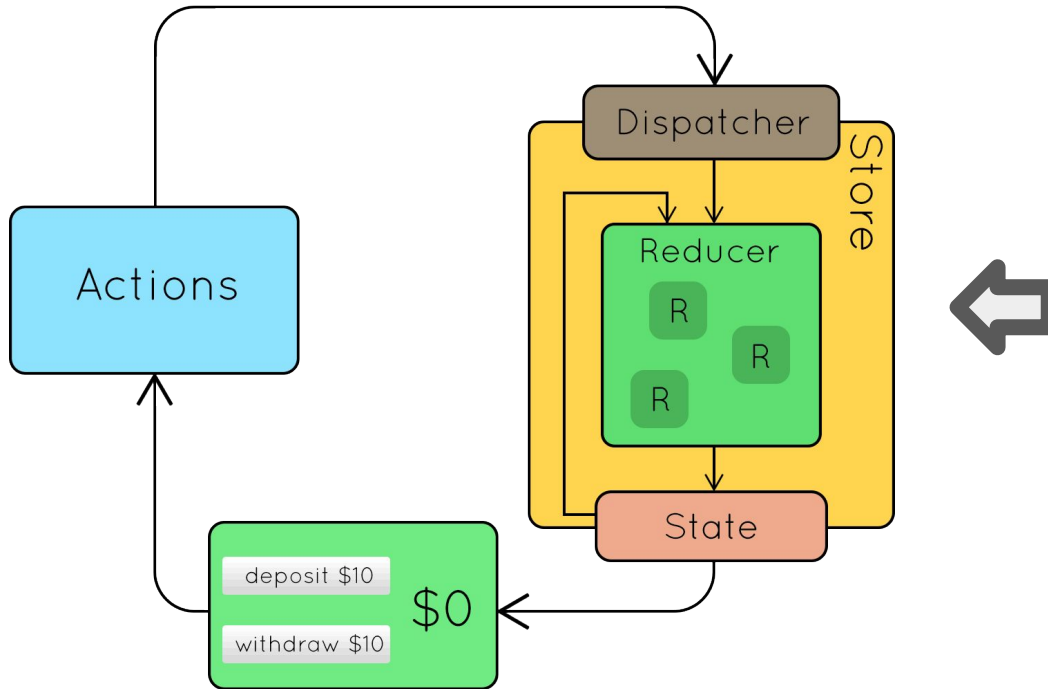 Dispatcher
Store
Reducer
R
R
R
Actions
State
deposit $10
$0
withdraw $10